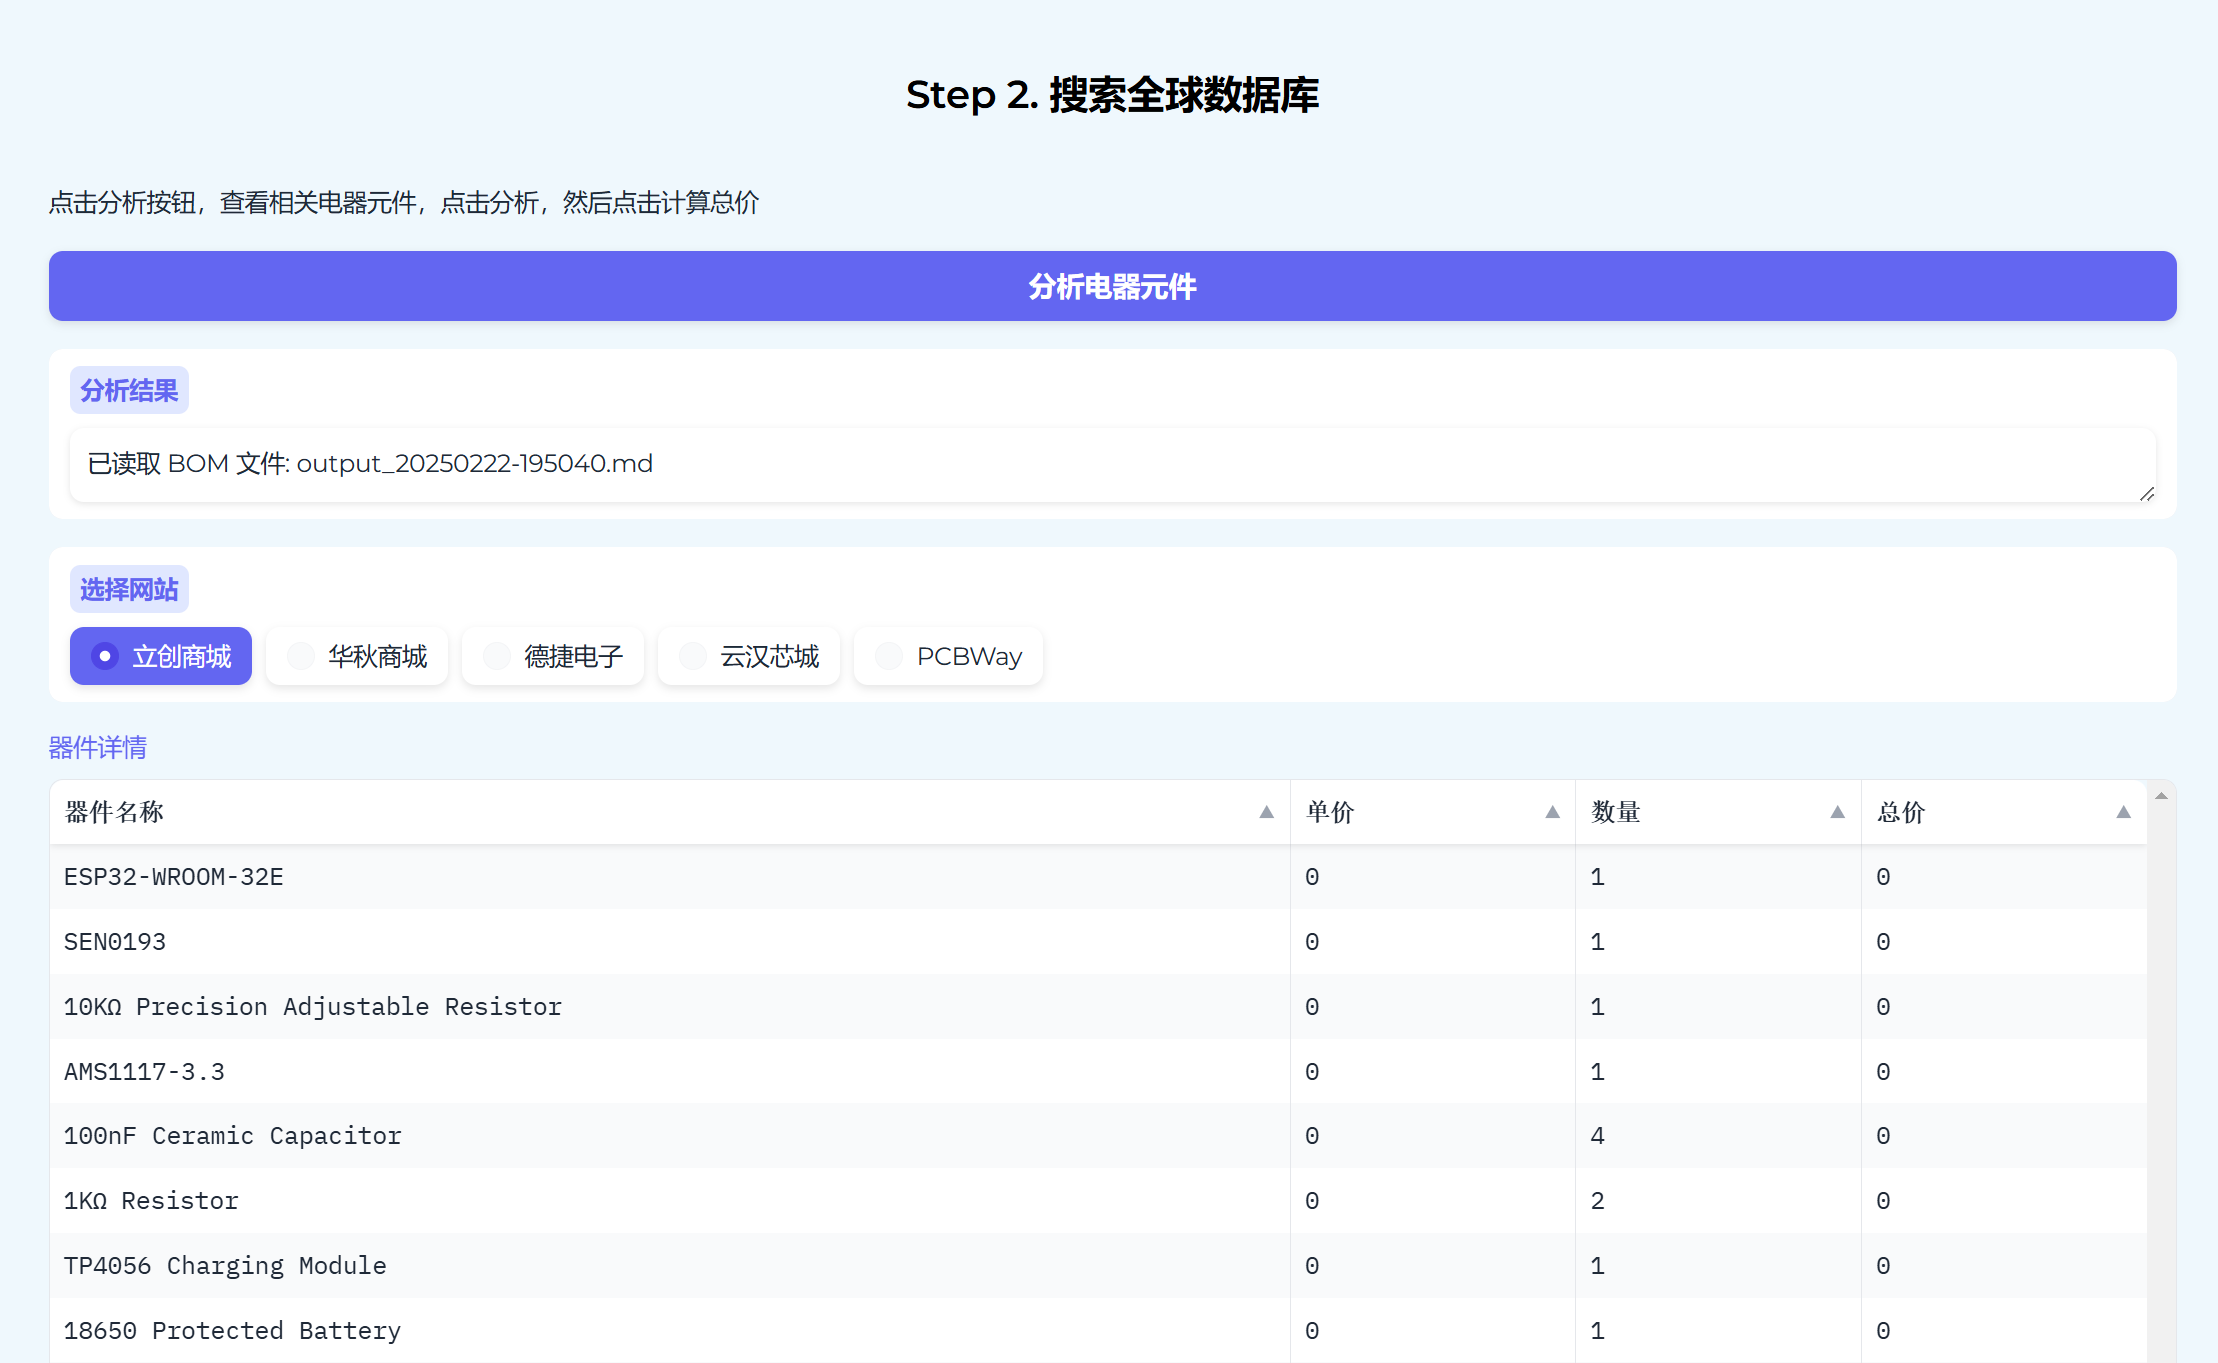 Step 2. 搜索全球数据库
点击分析按钮，查看相关电器元件，点击分析，然后点击计算总价
分析电器元件
分析结果
已读取 BOM 文件: output_20250222-195040.md
选择网站
立创商城 华秋商城 德捷电子 云汉芯城 PCBWay
器件详情
器件名称 ▲ 单价 ▲ 数量 ▲ 总价 ▲
ESP32-WROOM-32E 0 1 0
SEN0193 0 1 0
10KΩ Precision Adjustable Resistor 0 1 0
AMS1117-3.3 0 1 0
100nF Ceramic Capacitor 0 4 0
1KΩ Resistor 0 2 0
TP4056 Charging Module 0 1 0
18650 Protected Battery 0 1 0